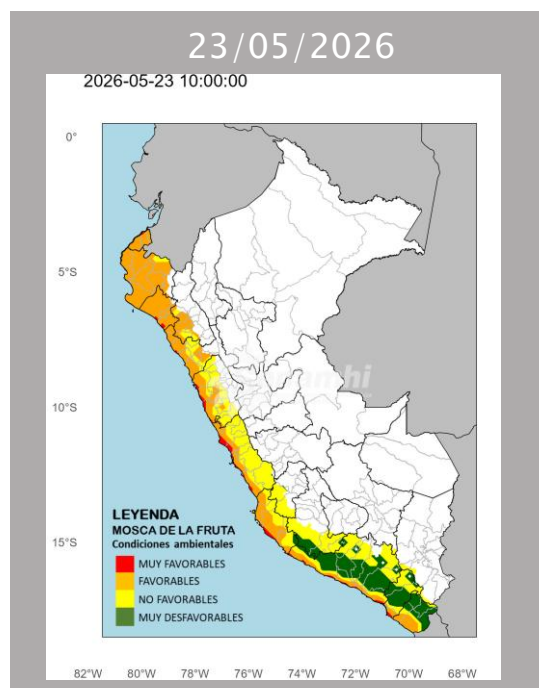 23/05/2026
2026-05-23 10:00:00
0°
5°S
10°S
15°S
LEYENDA
MOSCA DE LA FRUTA
Condiciones ambientales
MUY FAVORABLES
FAVORABLES
NO FAVORABLES
MUY DESFAVORABLES
82°W 80°W 78°W 76°W 74°W 72°W 70°W 68°W